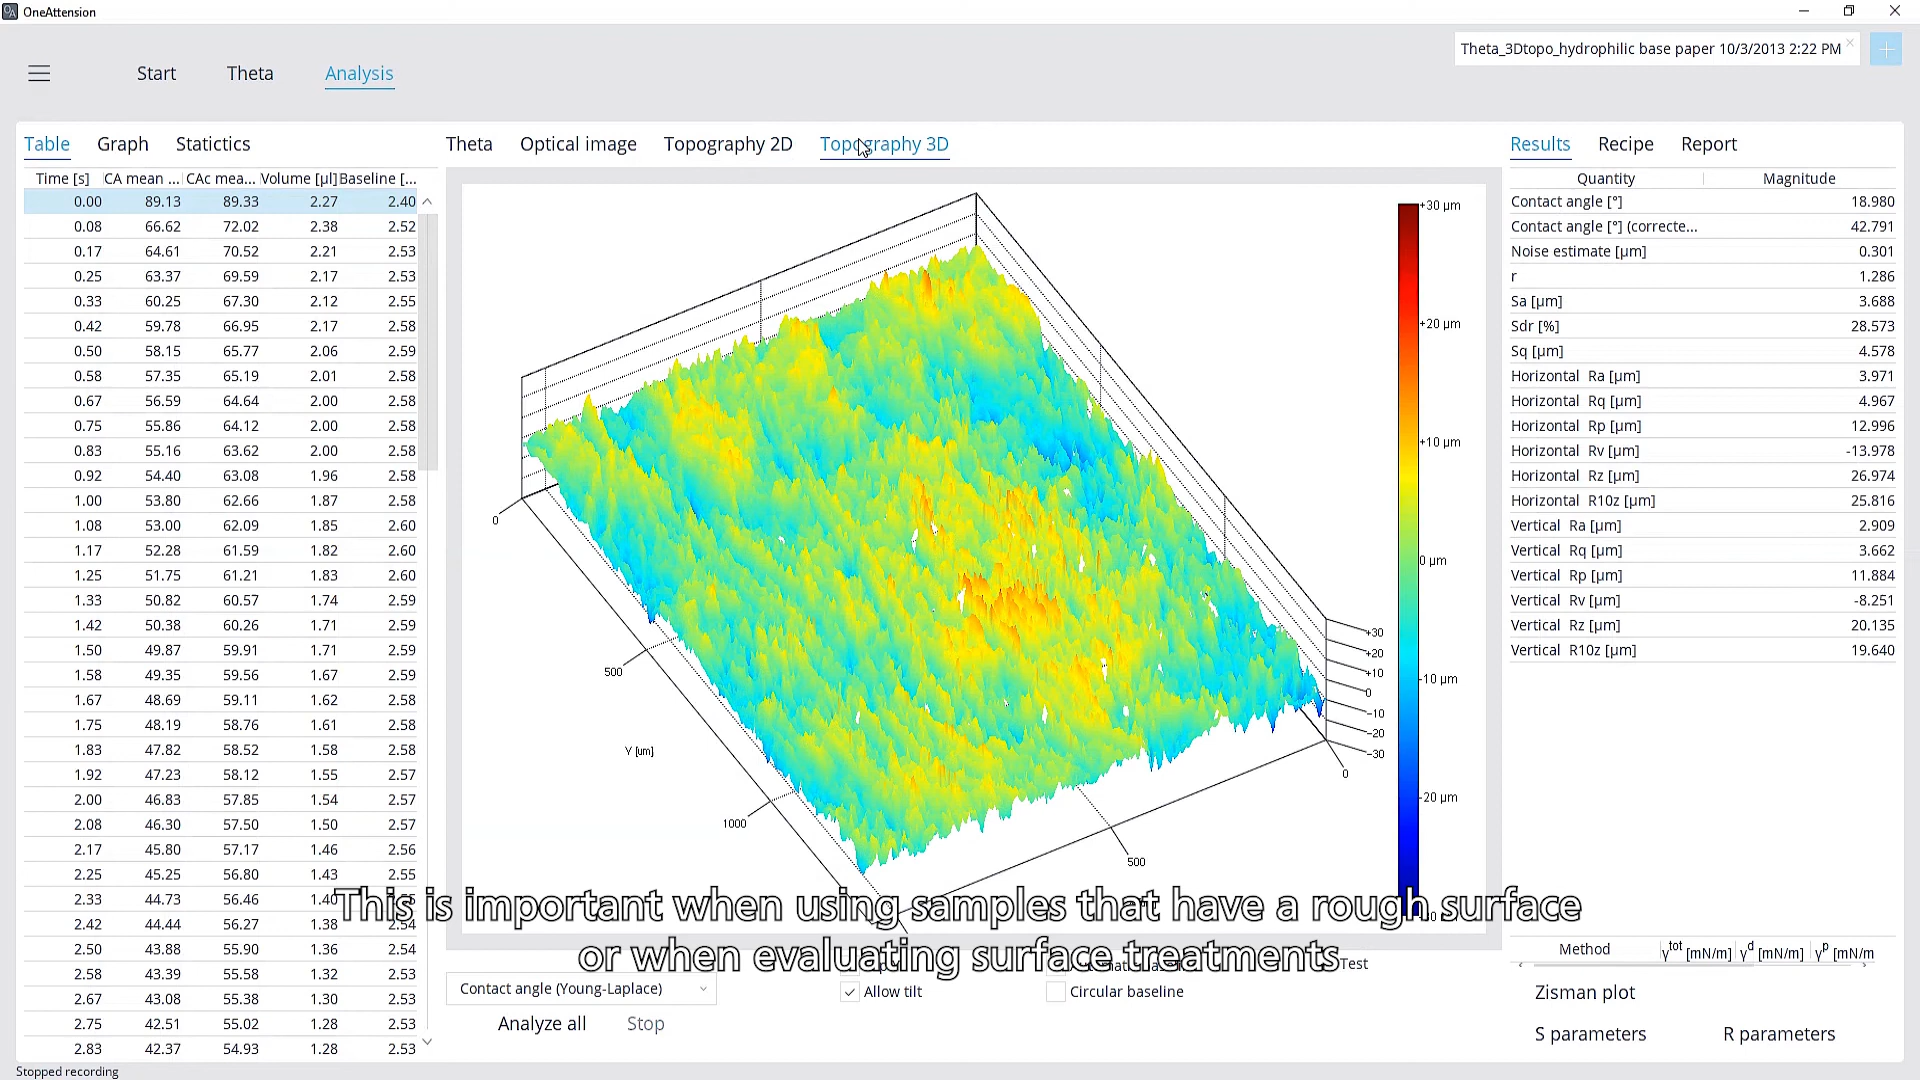 OneAttension
Theta_3Dtopo_hydrophilic base paper 10/3/2013 2:22 PM
Start Theta Analysis
Table Graph Statistics
Theta Optical image Topography 2D Topography 3D
Results Recipe Report
Time [s] CA mean ... CAc mea... Volume [µl] Baseline [...
0.00 89.13 89.33 2.27 2.40
0.08 66.62 72.02 2.38 2.52
0.17 64.61 70.52 2.21 2.53
0.25 63.37 69.59 2.17 2.53
0.33 60.25 67.30 2.12 2.55
0.42 59.78 66.95 2.17 2.58
0.50 58.15 65.77 2.06 2.59
0.58 57.35 65.19 2.01 2.58
0.67 56.59 64.64 2.00 2.58
0.75 55.86 64.12 2.00 2.58
0.83 55.16 63.62 2.00 2.58
0.92 54.40 63.08 1.96 2.58
1.00 53.80 62.66 1.87 2.58
1.08 53.00 62.09 1.85 2.60
1.17 52.28 61.59 1.82 2.60
1.25 51.75 61.21 1.83 2.60
1.33 50.82 60.57 1.74 2.59
1.42 50.38 60.26 1.71 2.59
1.50 49.87 59.91 1.71 2.59
1.58 49.35 59.56 1.67 2.59
1.67 48.69 59.11 1.62 2.58
1.75 48.19 58.76 1.61 2.58
1.83 47.82 58.52 1.58 2.58
1.92 47.23 58.12 1.55 2.57
2.00 46.83 57.85 1.54 2.57
2.08 46.30 57.50 1.50 2.57
2.17 45.80 57.17 1.46 2.56
2.25 45.25 56.80 1.43 2.55
2.33 44.73 56.46 1.40
2.42 44.44 56.27 1.38 2.54
2.50 43.88 55.90 1.36 2.54
2.58 43.39 55.58 1.32 2.53
2.67 43.08 55.38 1.30 2.53
2.75 42.51 55.02 1.28 2.53
2.83 42.37 54.93 1.28 2.53
+30 µm
+20 µm
+10 µm
0 µm
-10 µm
-20 µm
0
500
Y [um]
1000
500
0
+30
+20
+10
0
-10
-20
-30
Quantity Magnitude
Contact angle [°] 18.980
Contact angle [°] (correcte... 42.791
Noise estimate [µm] 0.301
r 1.286
Sa [µm] 3.688
Sdr [%] 28.573
Sq [µm] 4.578
Horizontal Ra [µm] 3.971
Horizontal Rq [µm] 4.967
Horizontal Rp [µm] 12.996
Horizontal Rv [µm] -13.978
Horizontal Rz [µm] 26.974
Horizontal R10z [µm] 25.816
Vertical Ra [µm] 2.909
Vertical Rq [µm] 3.662
Vertical Rp [µm] 11.884
Vertical Rv [µm] -8.251
Vertical Rz [µm] 20.135
Vertical R10z [µm] 19.640
This is important when using samples that have a rough surface
or when evaluating surface treatments
Test
Contact angle (Young-Laplace)
Allow tilt Circular baseline
Analyze all Stop
Method γtot [mN/m] γd [mN/m] γp [mN/m
Zisman plot
S parameters R parameters
Stopped recording